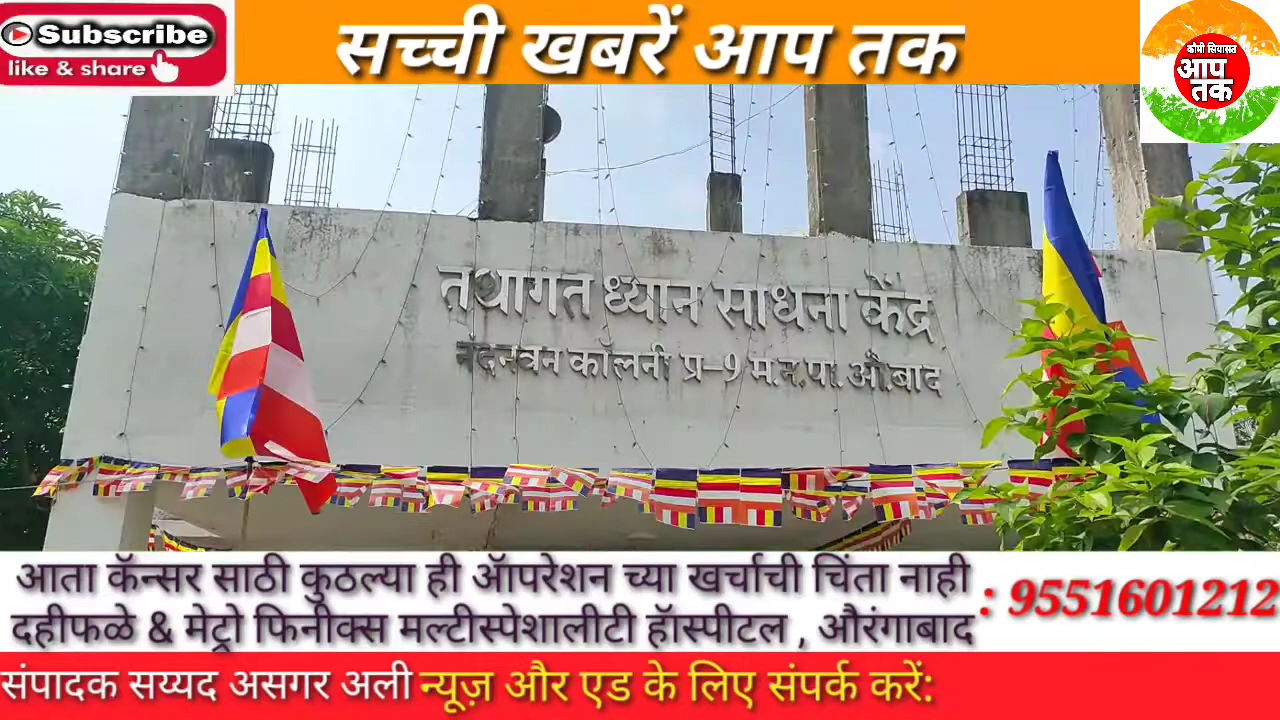 Subscribe
like & share
सच्ची खबरें आप तक
कौमी सियासत
आप
तक
तथागत ध्यान साधना केंद्र
नंदनवन कॉलनी प्र-9 म.न.पा.औ.बाद
आता कॅन्सर साठी कुठल्या ही ऑपरेशन च्या खर्चाची चिंता नाही
दहीफळे & मेट्रो फिनीक्स मल्टीस्पेशालीटी हॅास्पीटल , औरंगाबाद
: 9551601212
संपादक सय्यद असगर अली न्यूज़ और एड के लिए संपर्क करें: